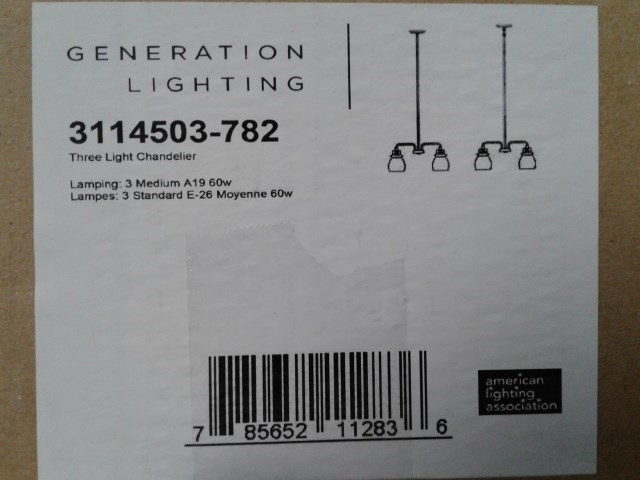 GENERATION
LIGHTING
3114503-782
Three Light Chandelier
Lamping: 3 Medium A19 60w
Lampes: 3 Standard E-26 Moyenne 60w
7 85652 11283 6
american
lighting
association